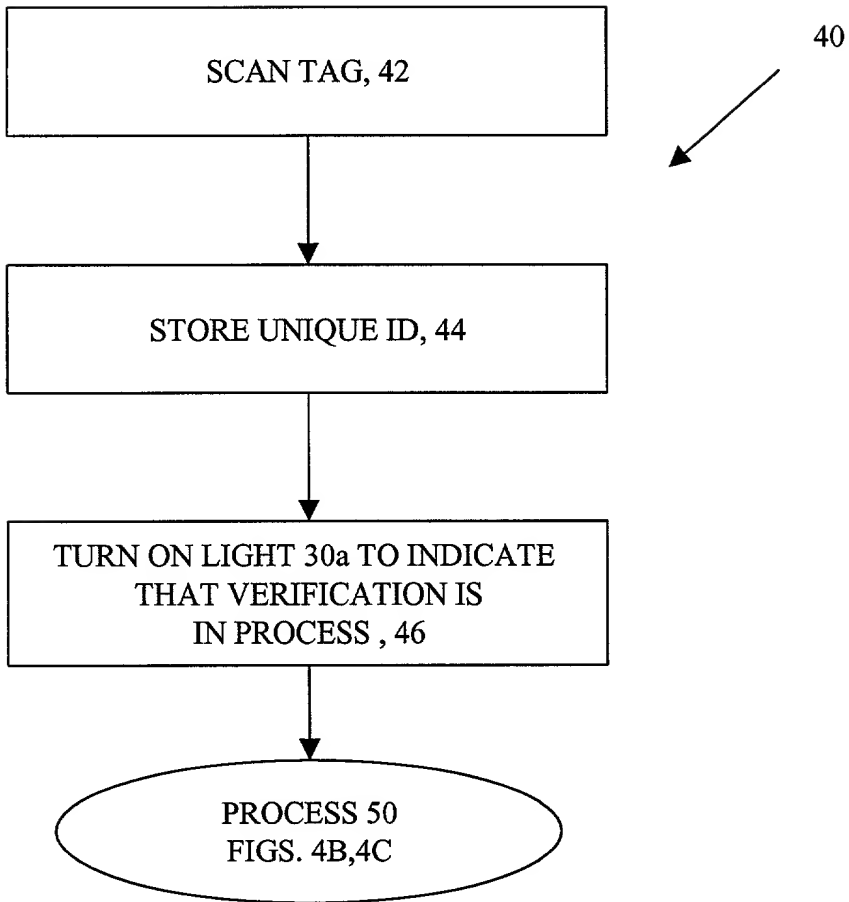 40
SCAN TAG, 42
STORE UNIQUE ID, 44
TURN ON LIGHT 30a TO INDICATE
THAT VERIFICATION IS
IN PROCESS , 46
PROCESS 50
FIGS. 4B,4C